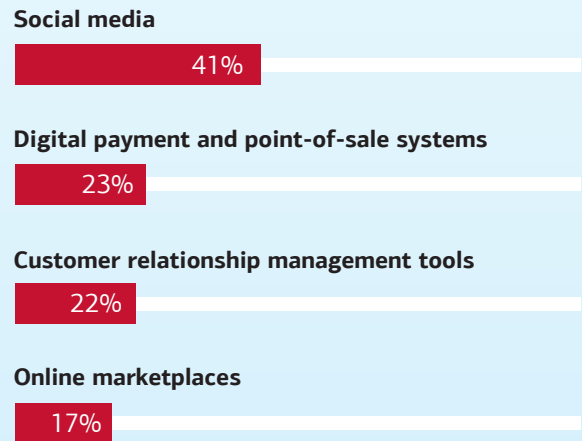 Social media
41%
Digital payment and point-of-sale systems
23%
Customer relationship management tools
22%
Online marketplaces
17%